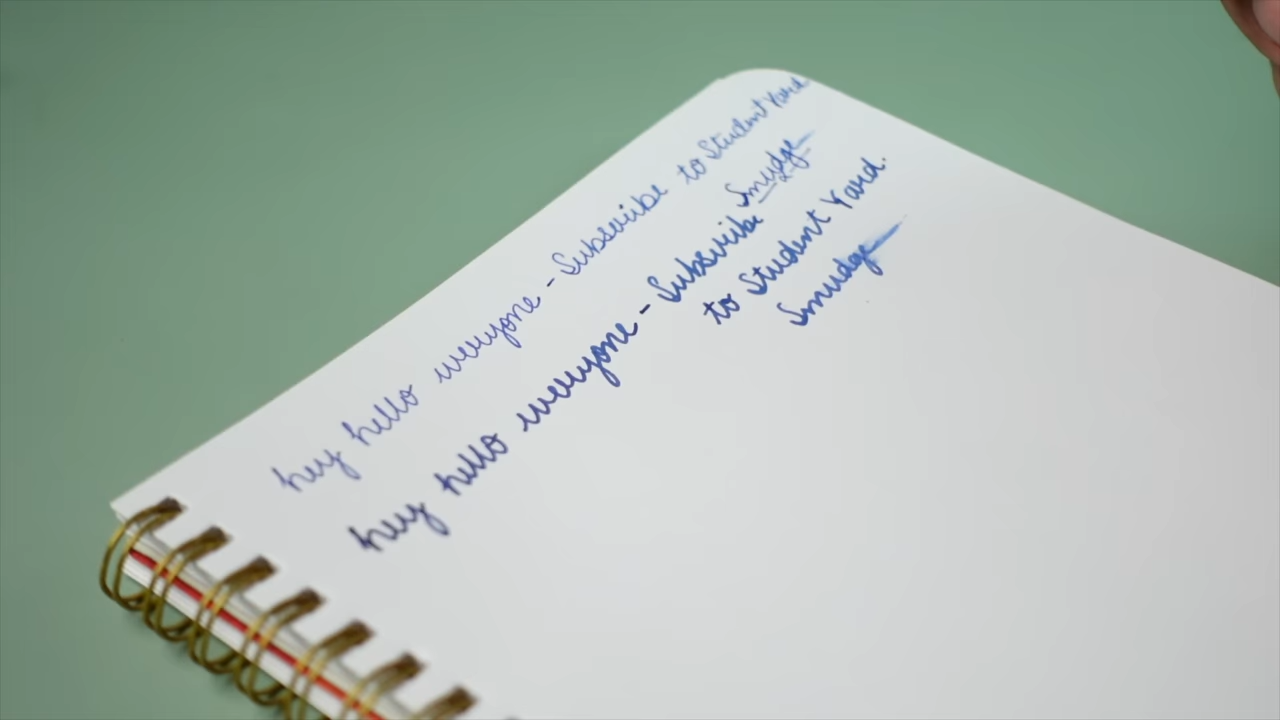 hey hello everyone - Subscribe to Student Yard
Smudge
hey hello everyone - Subscribe
to Student Yard.
Smudge